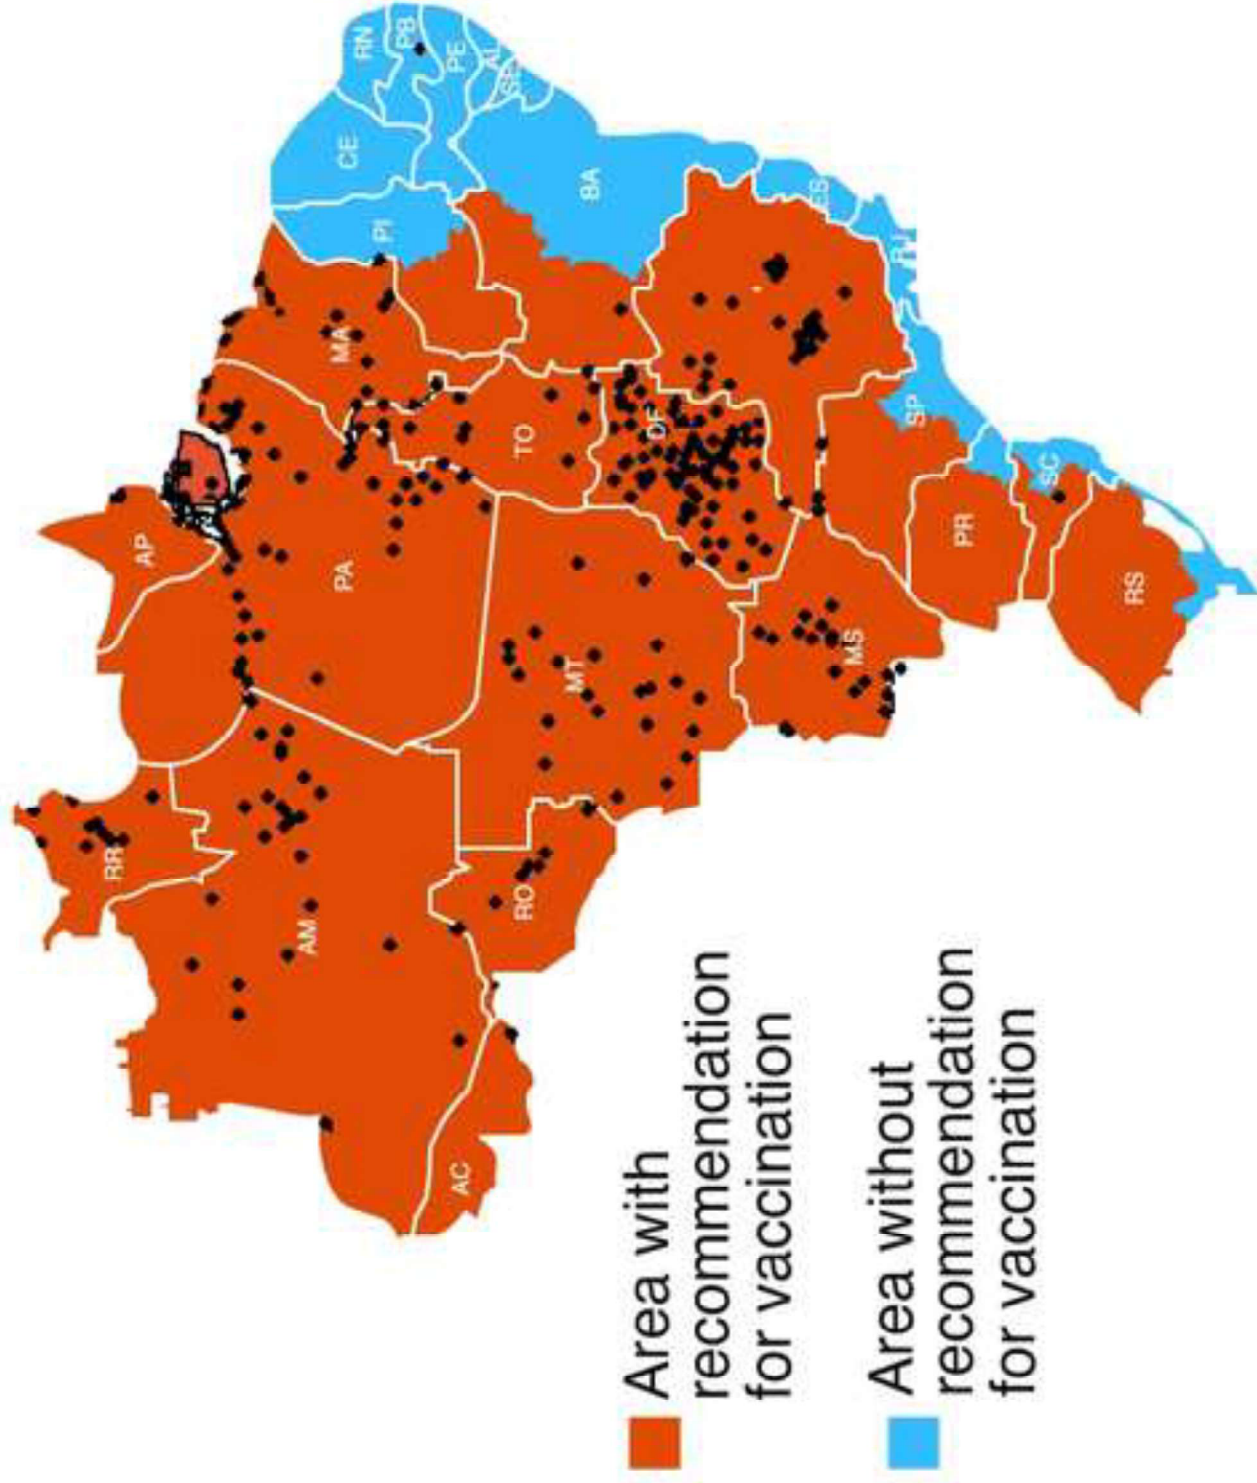 RR
AP
AM
PA
MA
CE
RN
PB
PE
AL
SE
PI
AC
RO
MT
TO
BA
DF
MS
ES
RJ
SP
PR
SC
RS
Area with
recommendation
for vaccination
Area without
recommendation
for vaccination